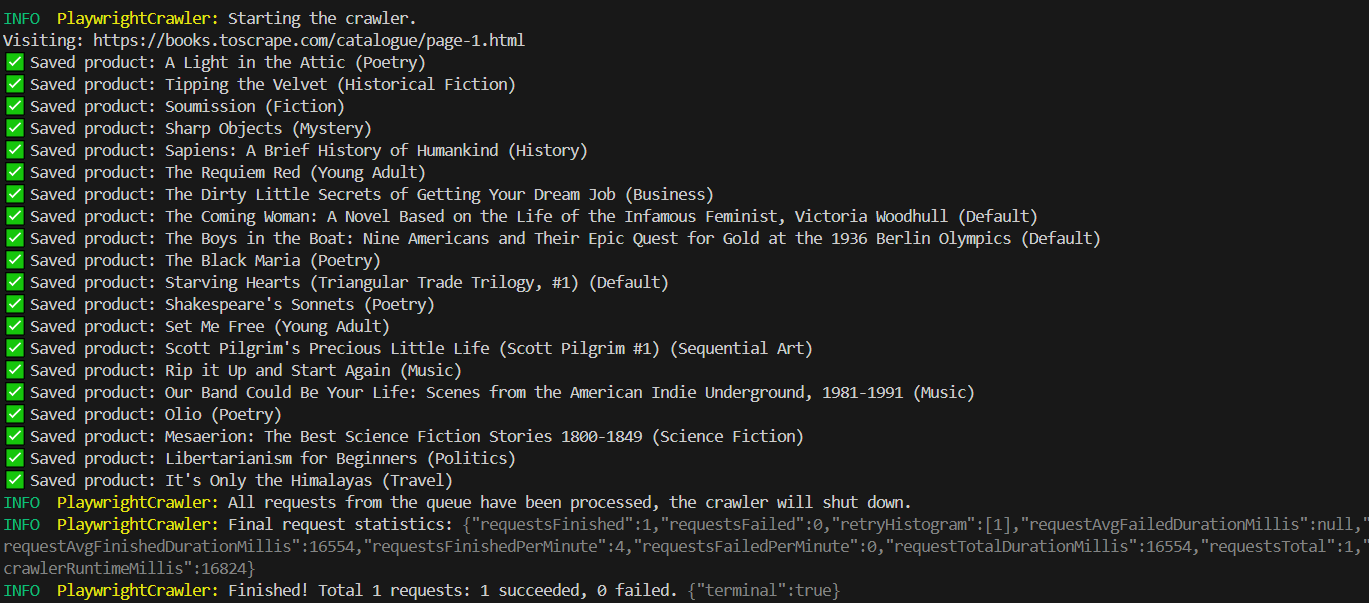 INFO  PlaywrightCrawler: Starting the crawler.
Visiting: https://books.toscrape.com/catalogue/page-1.html
✅ Saved product: A Light in the Attic (Poetry)
✅ Saved product: Tipping the Velvet (Historical Fiction)
✅ Saved product: Soumission (Fiction)
✅ Saved product: Sharp Objects (Mystery)
✅ Saved product: Sapiens: A Brief History of Humankind (History)
✅ Saved product: The Requiem Red (Young Adult)
✅ Saved product: The Dirty Little Secrets of Getting Your Dream Job (Business)
✅ Saved product: The Coming Woman: A Novel Based on the Life of the Infamous Feminist, Victoria Woodhull (Default)
✅ Saved product: The Boys in the Boat: Nine Americans and Their Epic Quest for Gold at the 1936 Berlin Olympics (Default)
✅ Saved product: The Black Maria (Poetry)
✅ Saved product: Starving Hearts (Triangular Trade Trilogy, #1) (Default)
✅ Saved product: Shakespeare's Sonnets (Poetry)
✅ Saved product: Set Me Free (Young Adult)
✅ Saved product: Scott Pilgrim's Precious Little Life (Scott Pilgrim #1) (Sequential Art)
✅ Saved product: Rip it Up and Start Again (Music)
✅ Saved product: Our Band Could Be Your Life: Scenes from the American Indie Underground, 1981-1991 (Music)
✅ Saved product: Olio (Poetry)
✅ Saved product: Mesaerion: The Best Science Fiction Stories 1800-1849 (Science Fiction)
✅ Saved product: Libertarianism for Beginners (Politics)
✅ Saved product: It's Only the Himalayas (Travel)
INFO  PlaywrightCrawler: All requests from the queue have been processed, the crawler will shut down.
INFO  PlaywrightCrawler: Final request statistics: {"requestsFinished":1,"requestsFailed":0,"retryHistogram":[1],"requestAvgFailedDurationMillis":null,"
requestAvgFinishedDurationMillis":16554,"requestsFinishedPerMinute":4,"requestsFailedPerMinute":0,"requestTotalDurationMillis":16554,"requestsTotal":1,"
crawlerRuntimeMillis":16824}
INFO  PlaywrightCrawler: Finished! Total 1 requests: 1 succeeded, 0 failed. {"terminal":true}